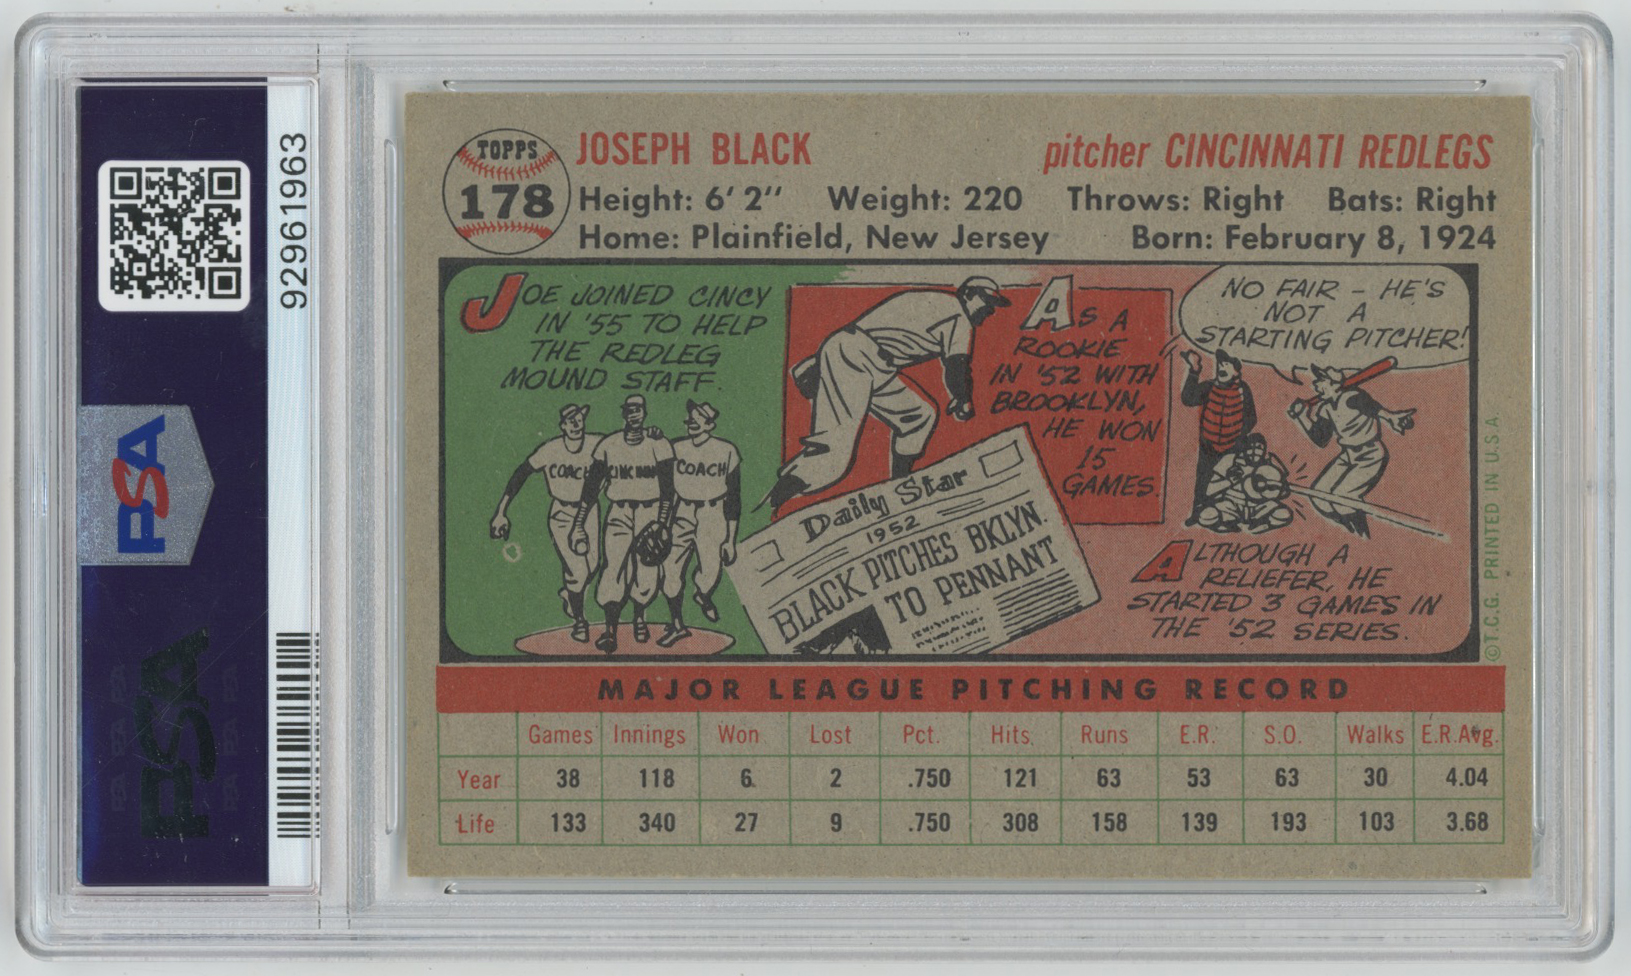 92961963
PSA
PSA
TOPPS
178
JOSEPH BLACK
pitcher CINCINNATI REDLEGS
Height: 6' 2" Weight: 220 Throws: Right Bats: Right
Home: Plainfield, New Jersey Born: February 8, 1924
JOE JOINED CINCY
IN '55 TO HELP
THE REDLEG
MOUND STAFF.
COACH
COACH
AS A
ROOKIE
IN '52 WITH
BROOKLYN,
HE WON
15
GAMES.
Daily Star
1952
BLACK PITCHES BKLYN.
TO PENNANT
NO FAIR - HE'S
NOT A
STARTING PITCHER!
ALTHOUGH A
RELIEFER, HE
STARTED 3 GAMES IN
THE '52 SERIES.
©T.C.G. PRINTED IN U.S.A
MAJOR LEAGUE PITCHING RECORD
Games Innings Won Lost Pct. Hits Runs E.R. S.O. Walks E.R.Avg.
Year 38 118 6 2 .750 121 63 53 63 30 4.04
Life 133 340 27 9 .750 308 158 139 193 103 3.68